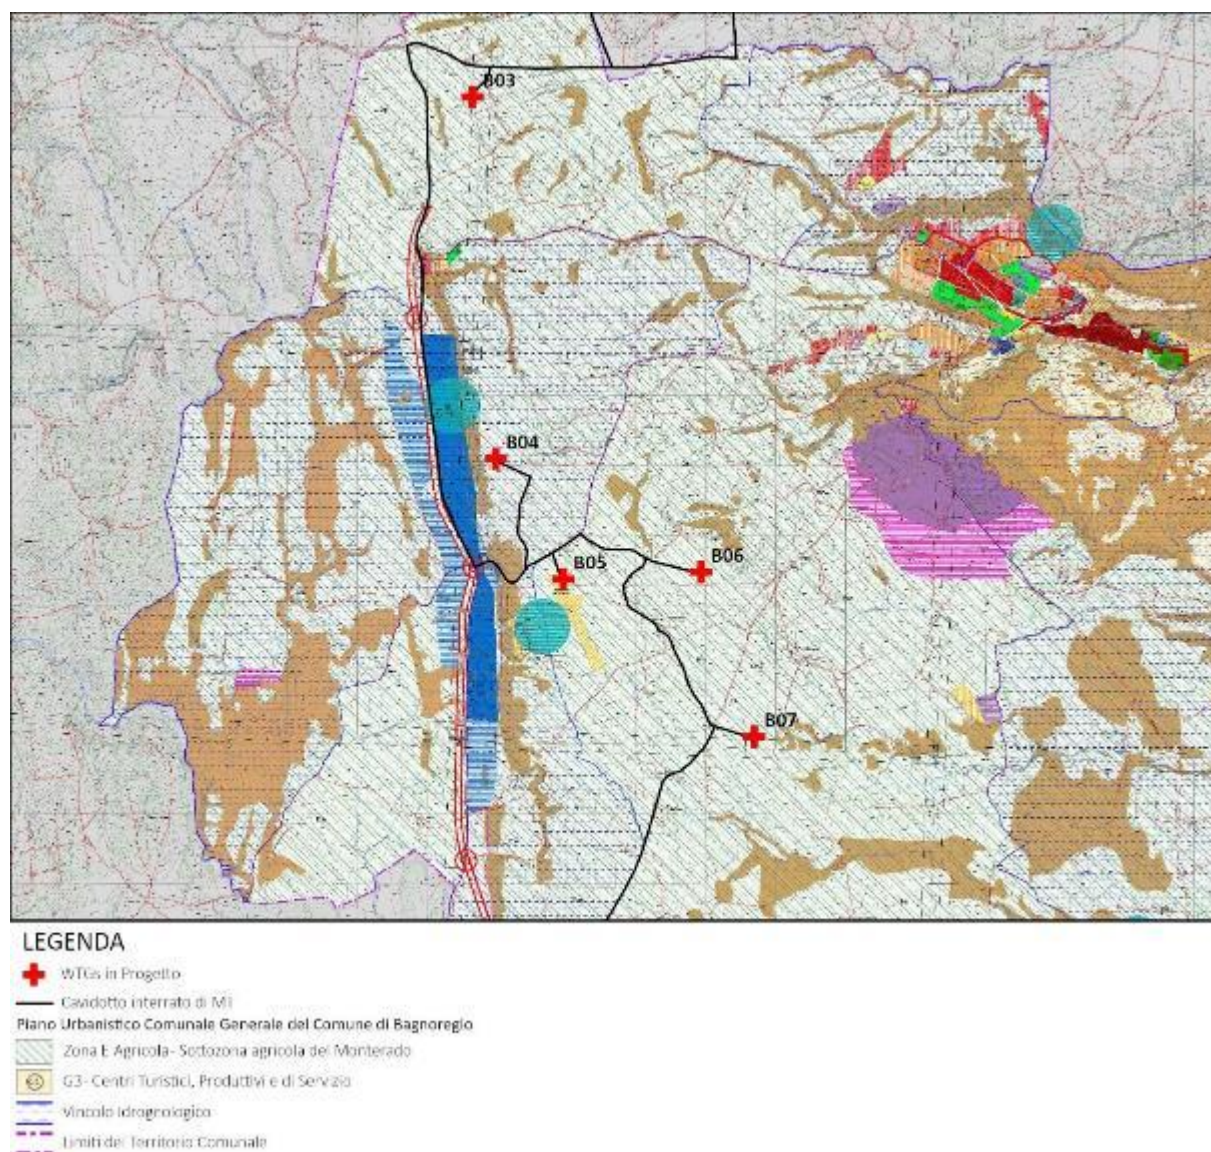 B03
B04
B05
B06
B07
LEGENDA
WTGs in Progetto
Cavidotto interrato di MT
Piano Urbanistico Comunale Generale del Comune di Bagnoregio
Zona E Agricola- Sottozona agricola del Monterado
G3- Centri Turistici, Produttivi e di Servizio
Vincolo Idrogeologico
Limiti del Territorio Comunale